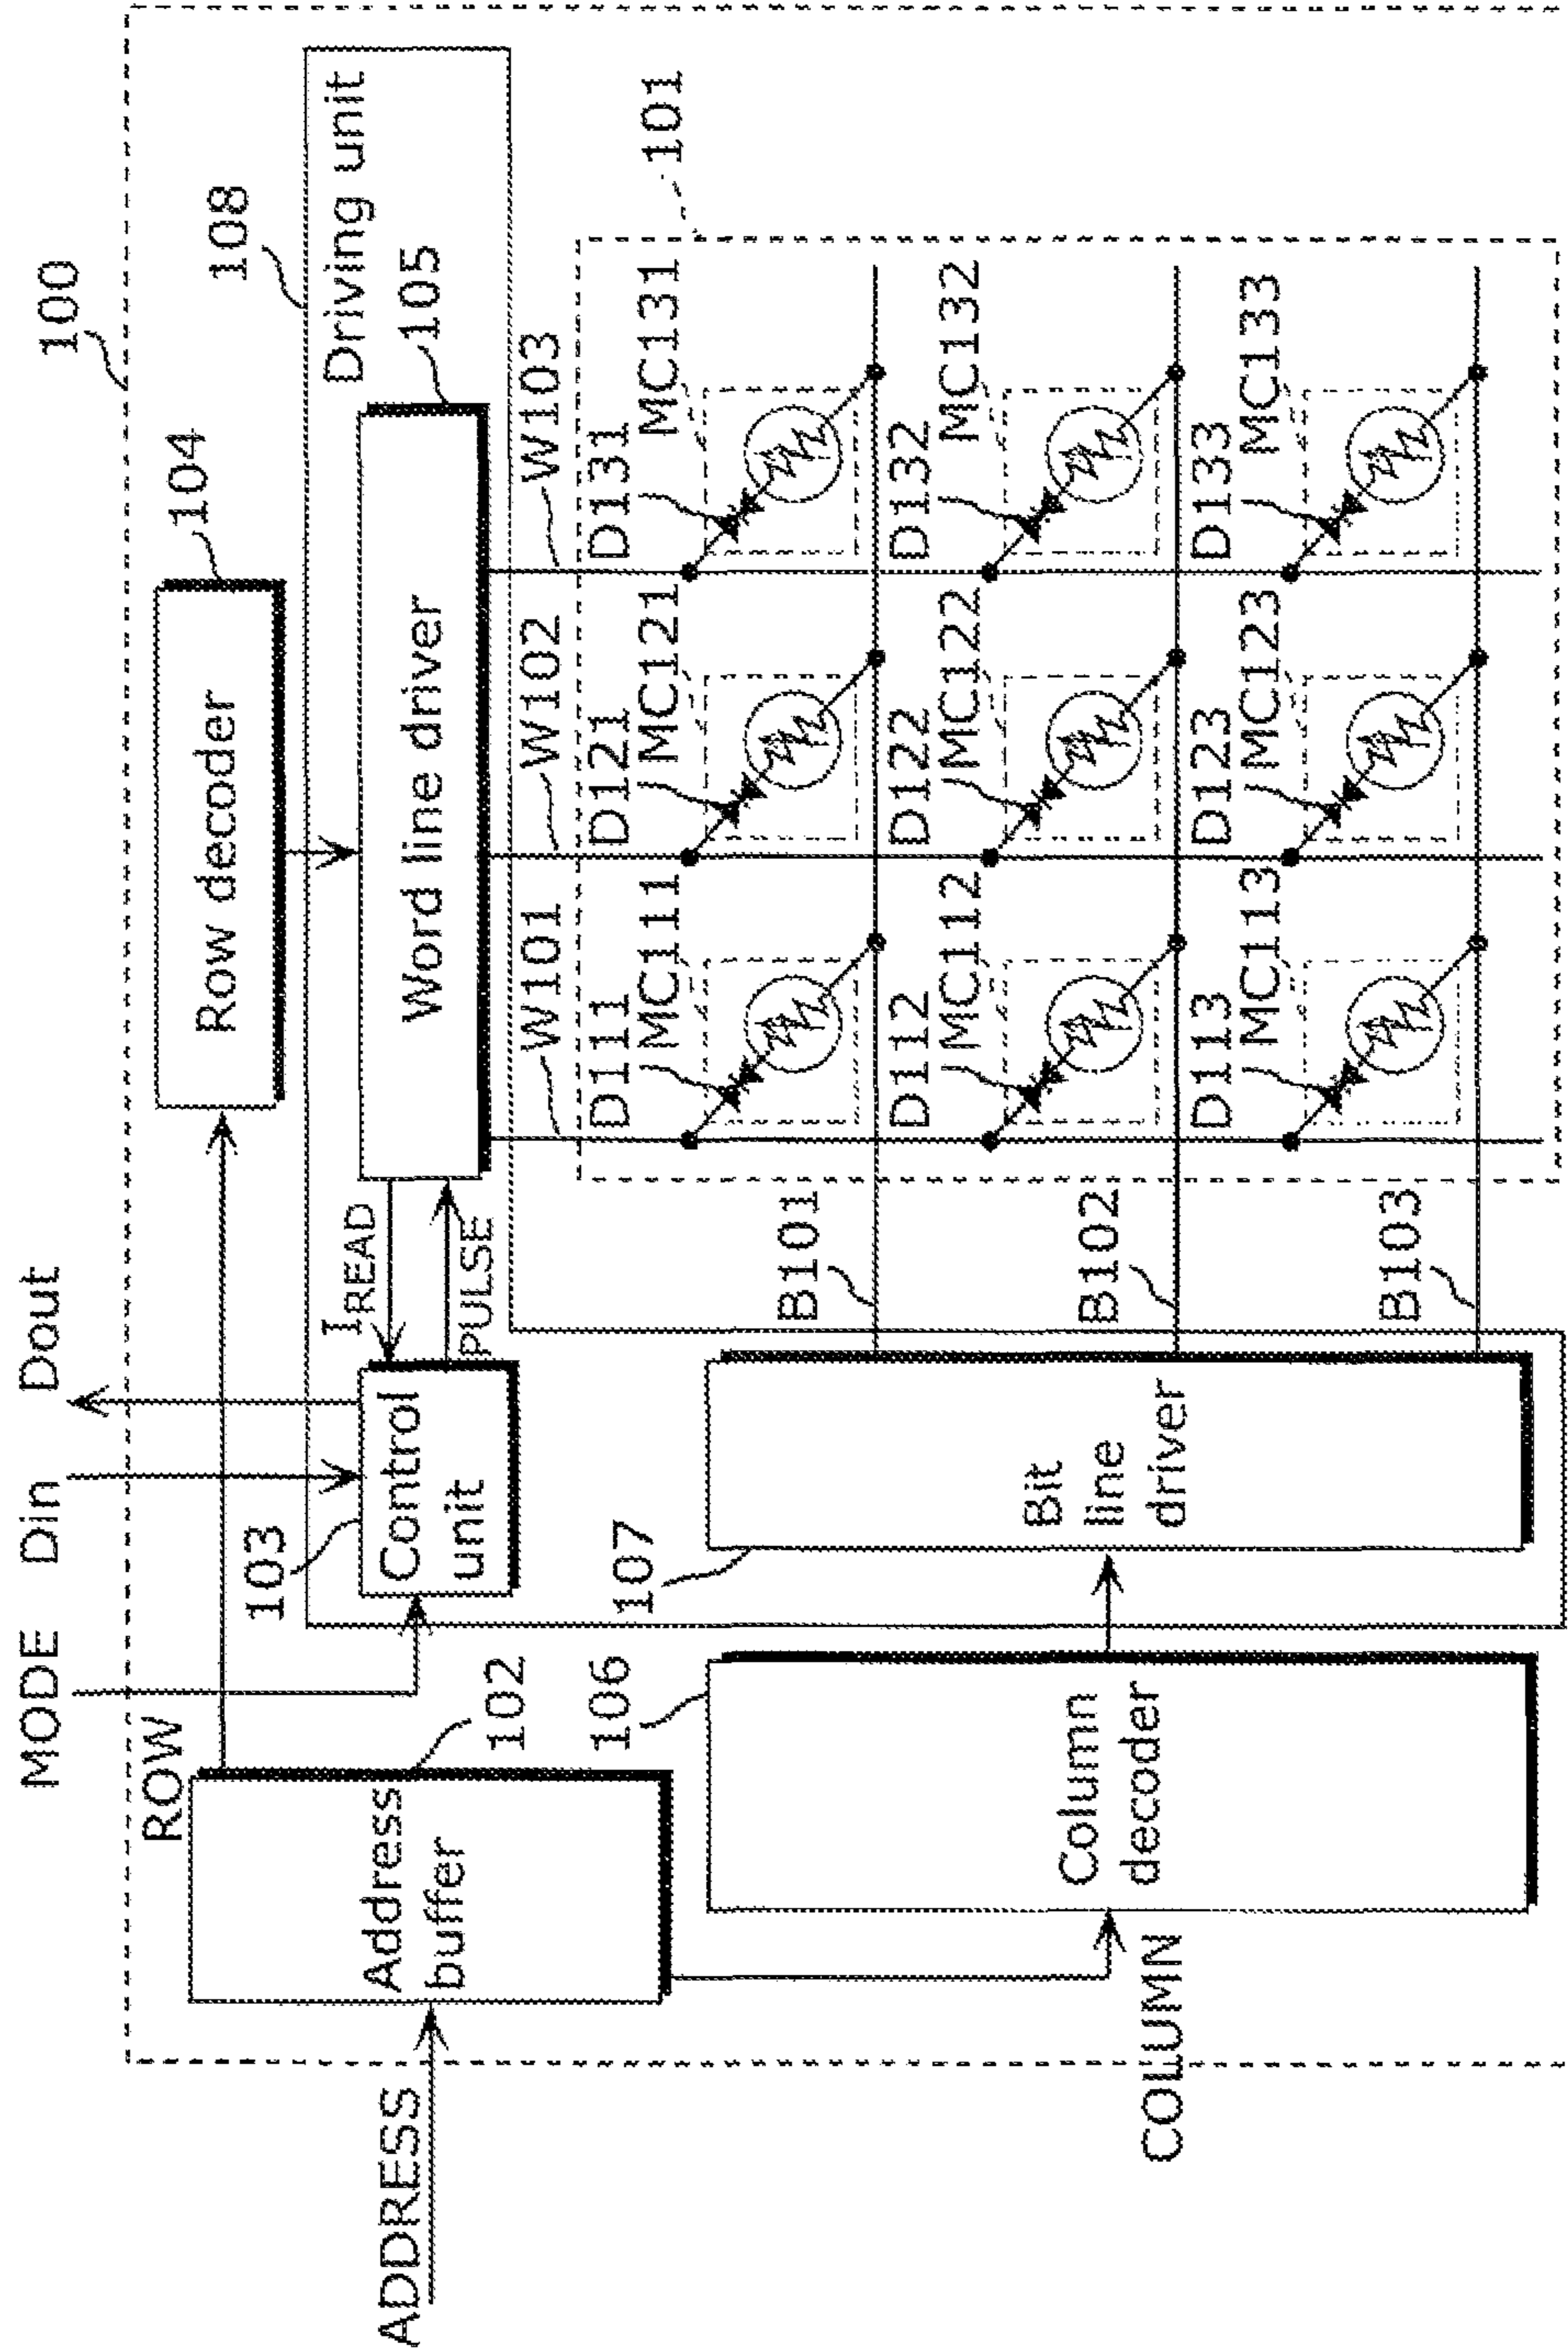 100
MODE Din Dout
ROW
104
Row decoder
108
Driving unit
ADDRESS
Address
buffer
102
103
Control
unit
IREAD
PULSE
Word line driver
105
W101
W102
W103
101
D111
MC111
D121
MC121
D131
MC131
B101
106
107
D112
MC112
D122
MC122
D132
MC132
B102
Column
decoder
Bit
line
driver
COLUMN
D113
MC113
D123
MC123
D133
MC133
B103